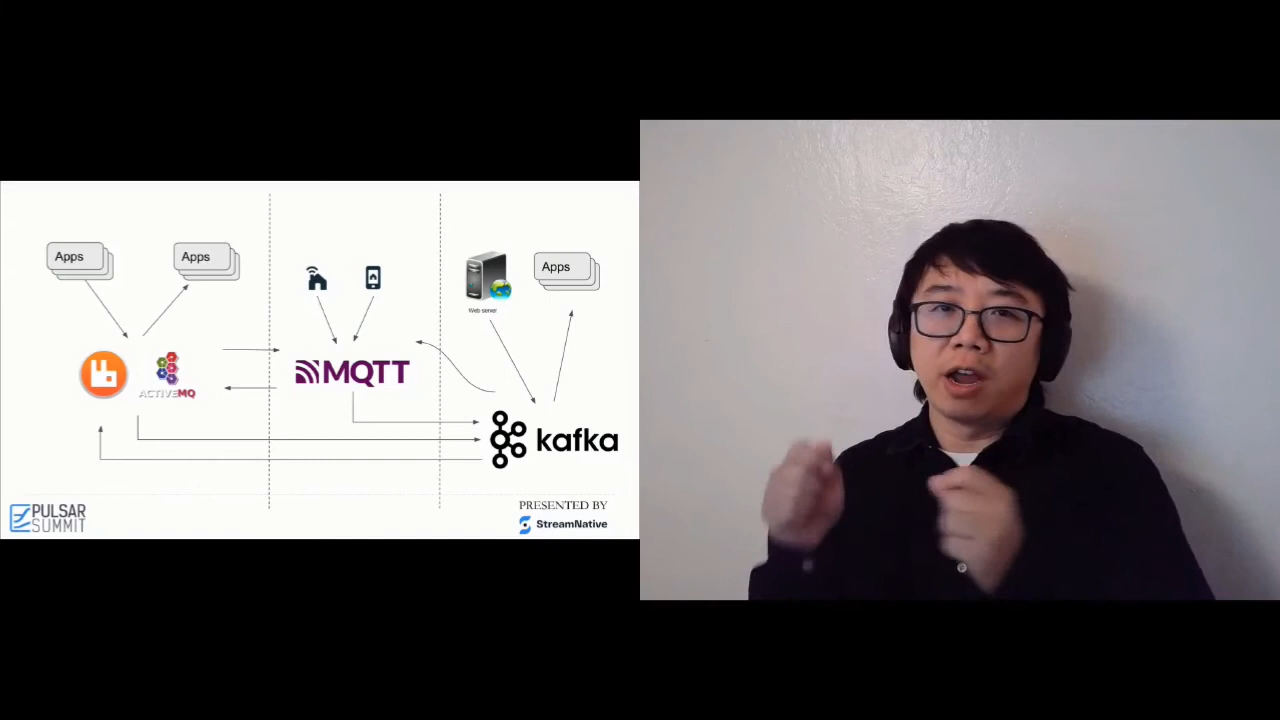 Apps
Apps
Apps
Web server
ACTIVEMQ
MQTT
kafka
PULSAR
SUMMIT
PRESENTED BY
StreamNative